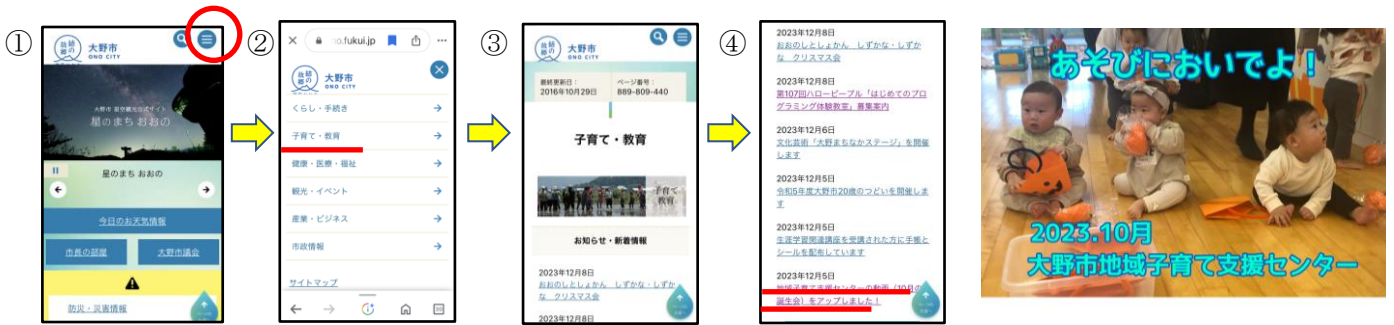 ①
結の
故郷
大野市
ONO CITY
大野市 星空観光公式サイト
星のまち おおの
星のまち おおの
今日のお天気情報
市長の部屋
大野市議会
防災・災害情報
②
no.fukui.jp
結の
故郷
大野市
ONO CITY
くらし・手続き
子育て・教育
健康・医療・福祉
観光・イベント
産業・ビジネス
市政情報
サイトマップ
③
結の
故郷
大野市
ONO CITY
最終更新日：
2016年10月29日
ページ番号：
889-809-440
子育て・教育
子育て
教育
お知らせ・新着情報
2023年12月8日
おおのとしょかん しずかな・しずか
な クリスマス会
2023年12月8日
④
2023年12月8日
おおのとしょかん しずかな・しずか
な クリスマス会
2023年12月8日
第107回ハローピープル「はじめてのプロ
グラミング体験教室」募集案内
2023年12月6日
文化芸術「大野まちなかステージ」を開催
します
2023年12月5日
令和5年度大野市20歳のつどいを開催しま
す
2023年12月5日
生涯学習関連講座を受講された方に手帳と
シールを配布しています
2023年12月5日
地域子育て支援センターの動画（10月の
誕生会）をアップしました！
あそびにおいでよ！
2023.10月
大野市地域子育て支援センター